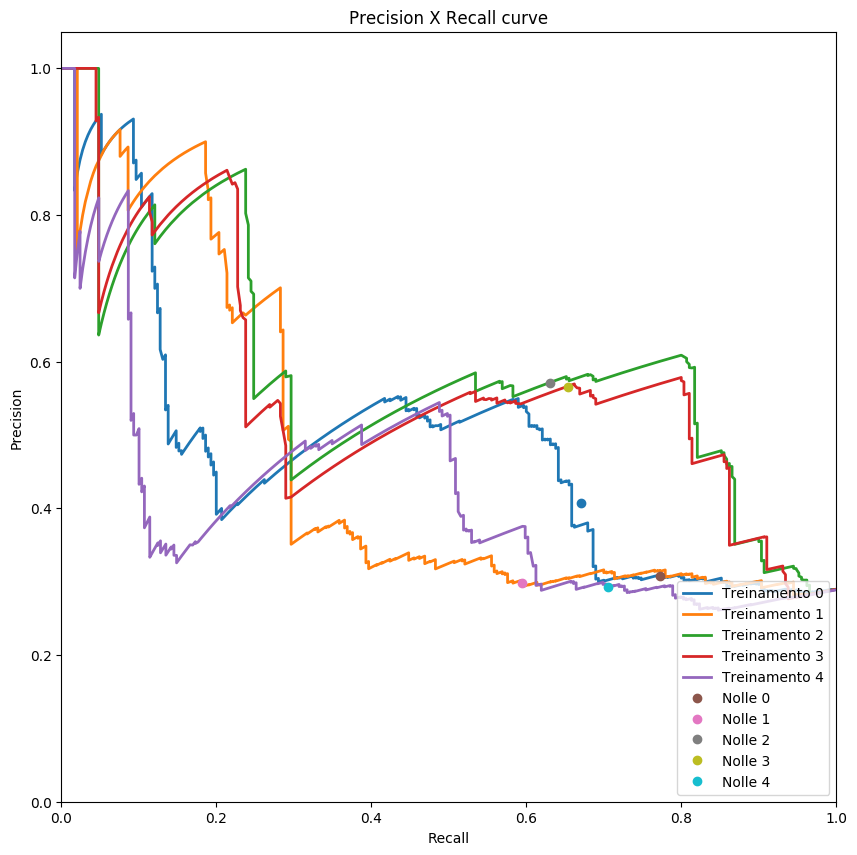 Precision X Recall curve
1.0
0.8
0.6
0.4
0.2
0.0
Precision
0.0 0.2 0.4 0.6 0.8 1.0
Recall
Treinamento 0
Treinamento 1
Treinamento 2
Treinamento 3
Treinamento 4
Nolle 0
Nolle 1
Nolle 2
Nolle 3
Nolle 4